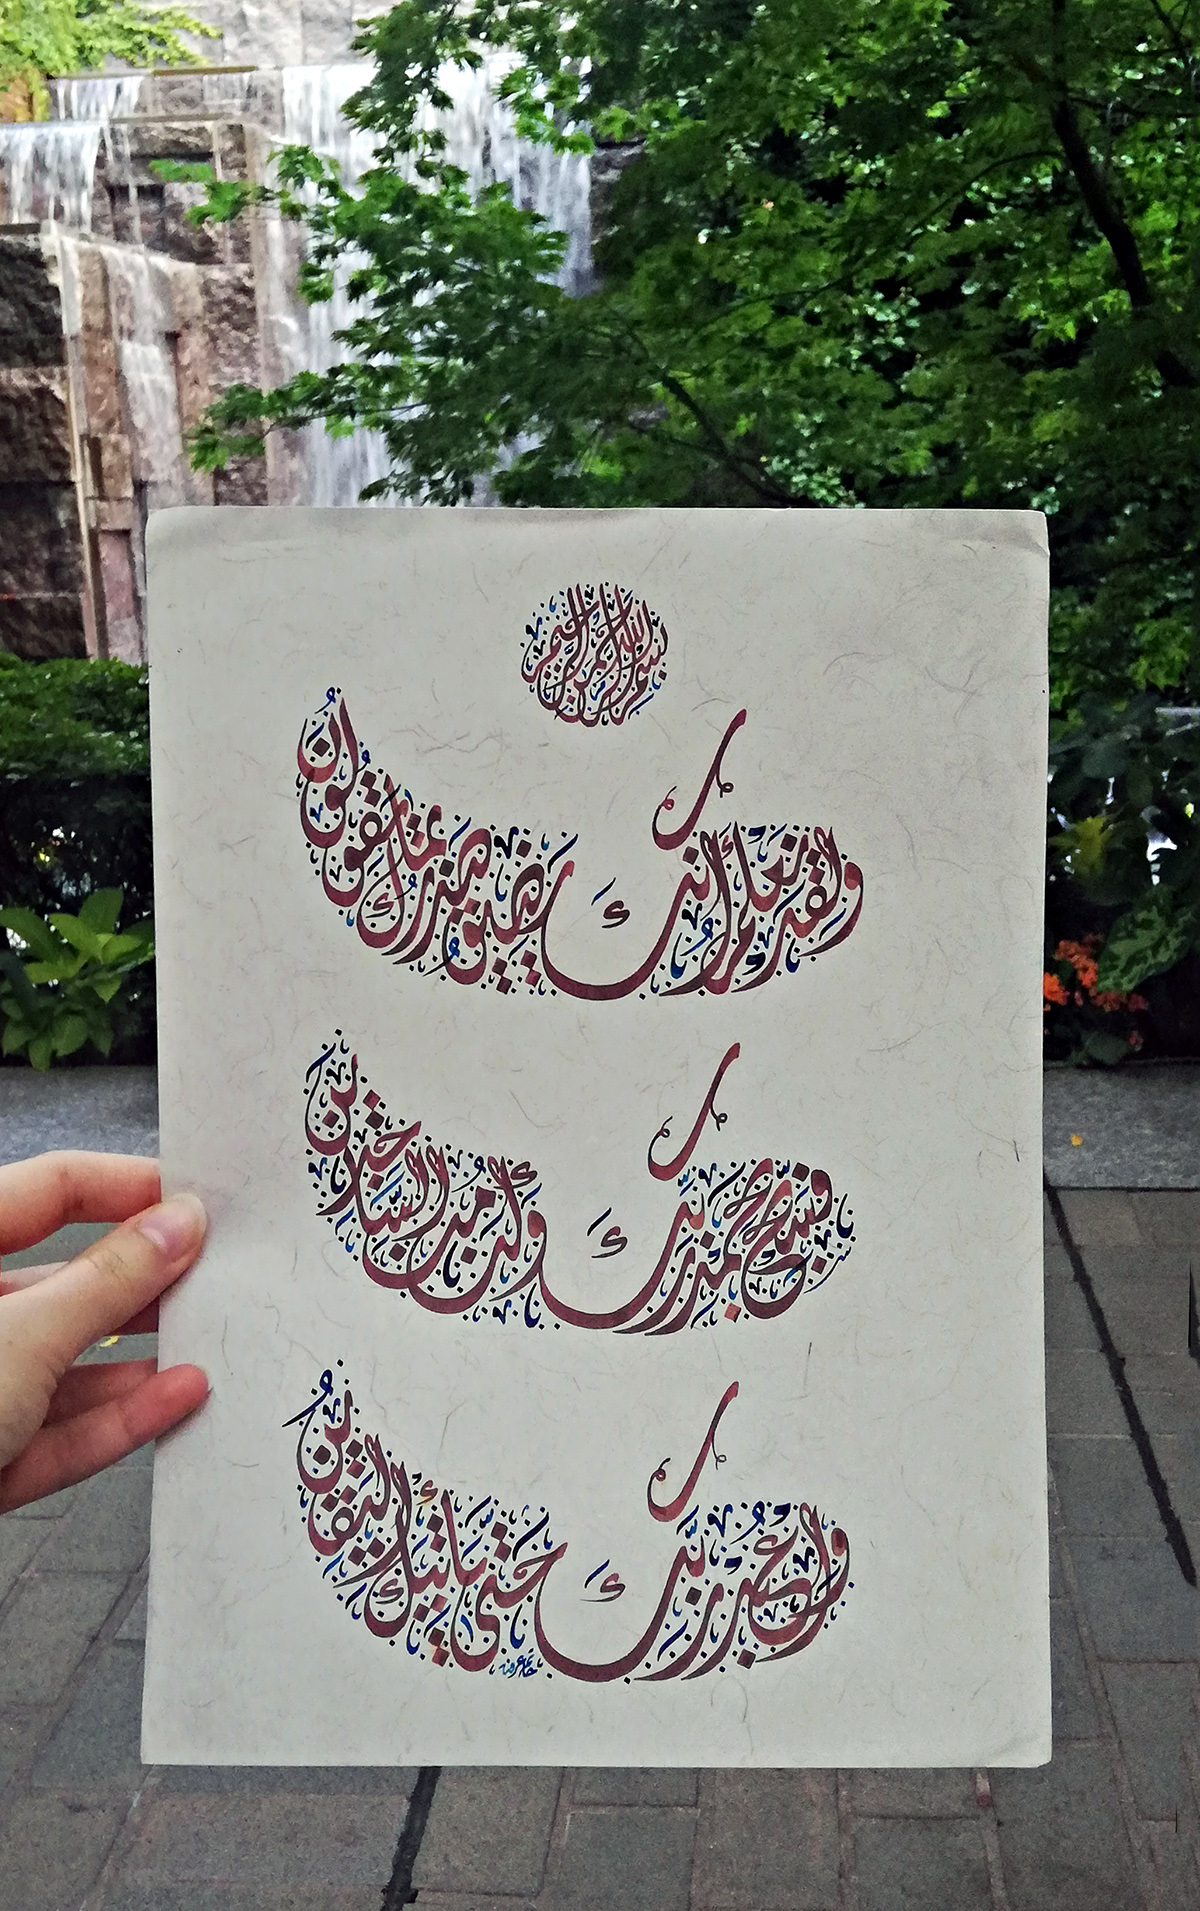 بسم الله الرحمن الرحيم
ولقد نعلم أنك يضيق صدرك بما يقولون
فسبح بحمد ربك وكن من الساجدين
واعبد ربك حتى يأتيك اليقين